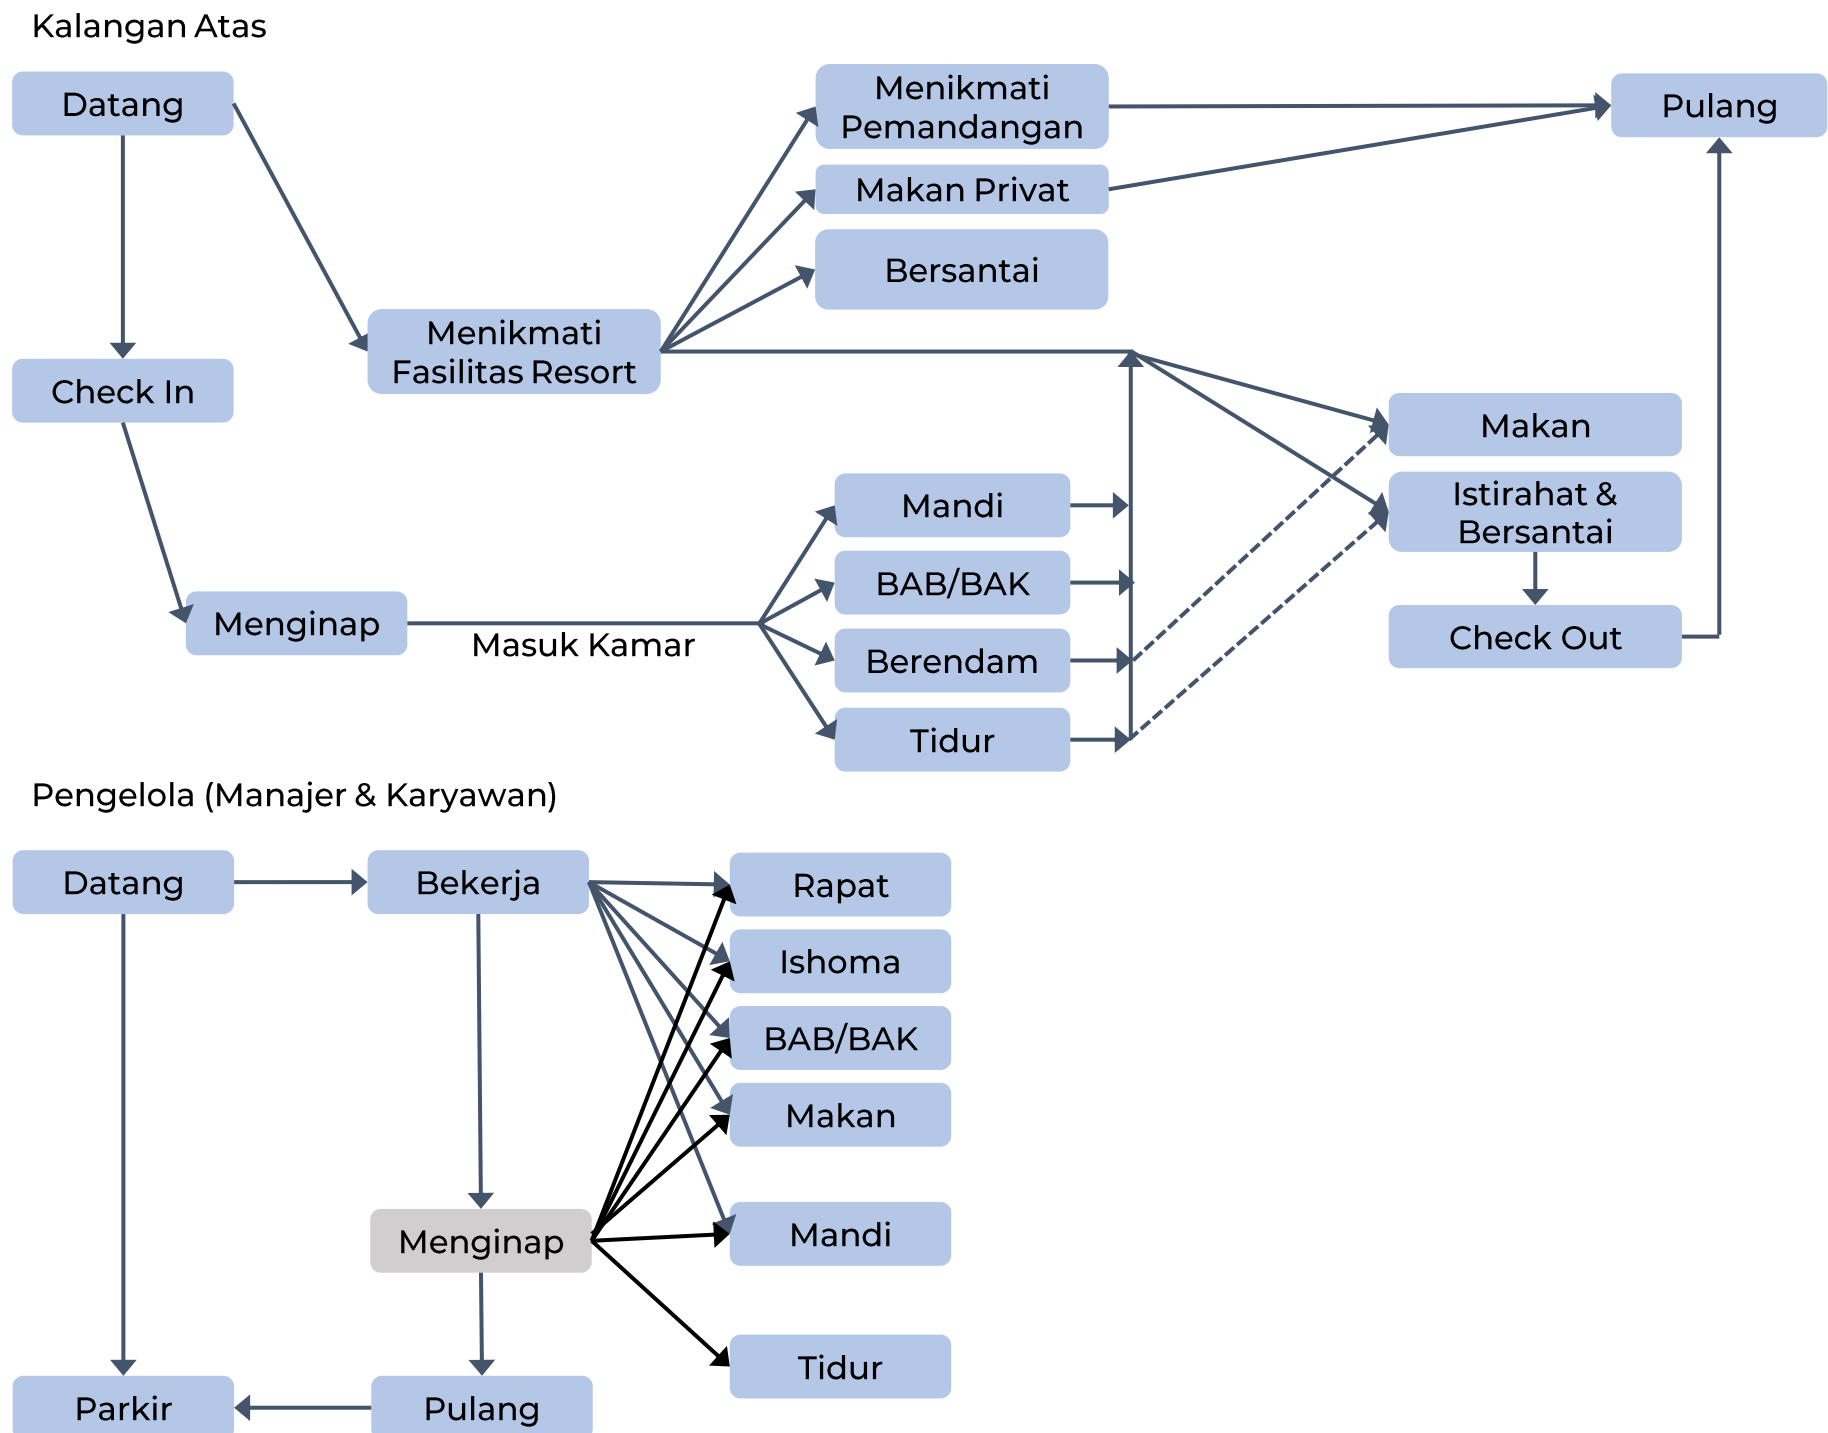 Kalangan Atas
Datang
Menikmati
Pemandangan
Pulang
Makan Privat
Bersantai
Menikmati
Fasilitas Resort
Check In
Makan
Mandi
Istirahat &
Bersantai
BAB/BAK
Menginap
Masuk Kamar
Check Out
Berendam
Tidur
Pengelola (Manajer & Karyawan)
Datang
Bekerja
Rapat
Ishoma
BAB/BAK
Makan
Menginap
Mandi
Tidur
Parkir
Pulang